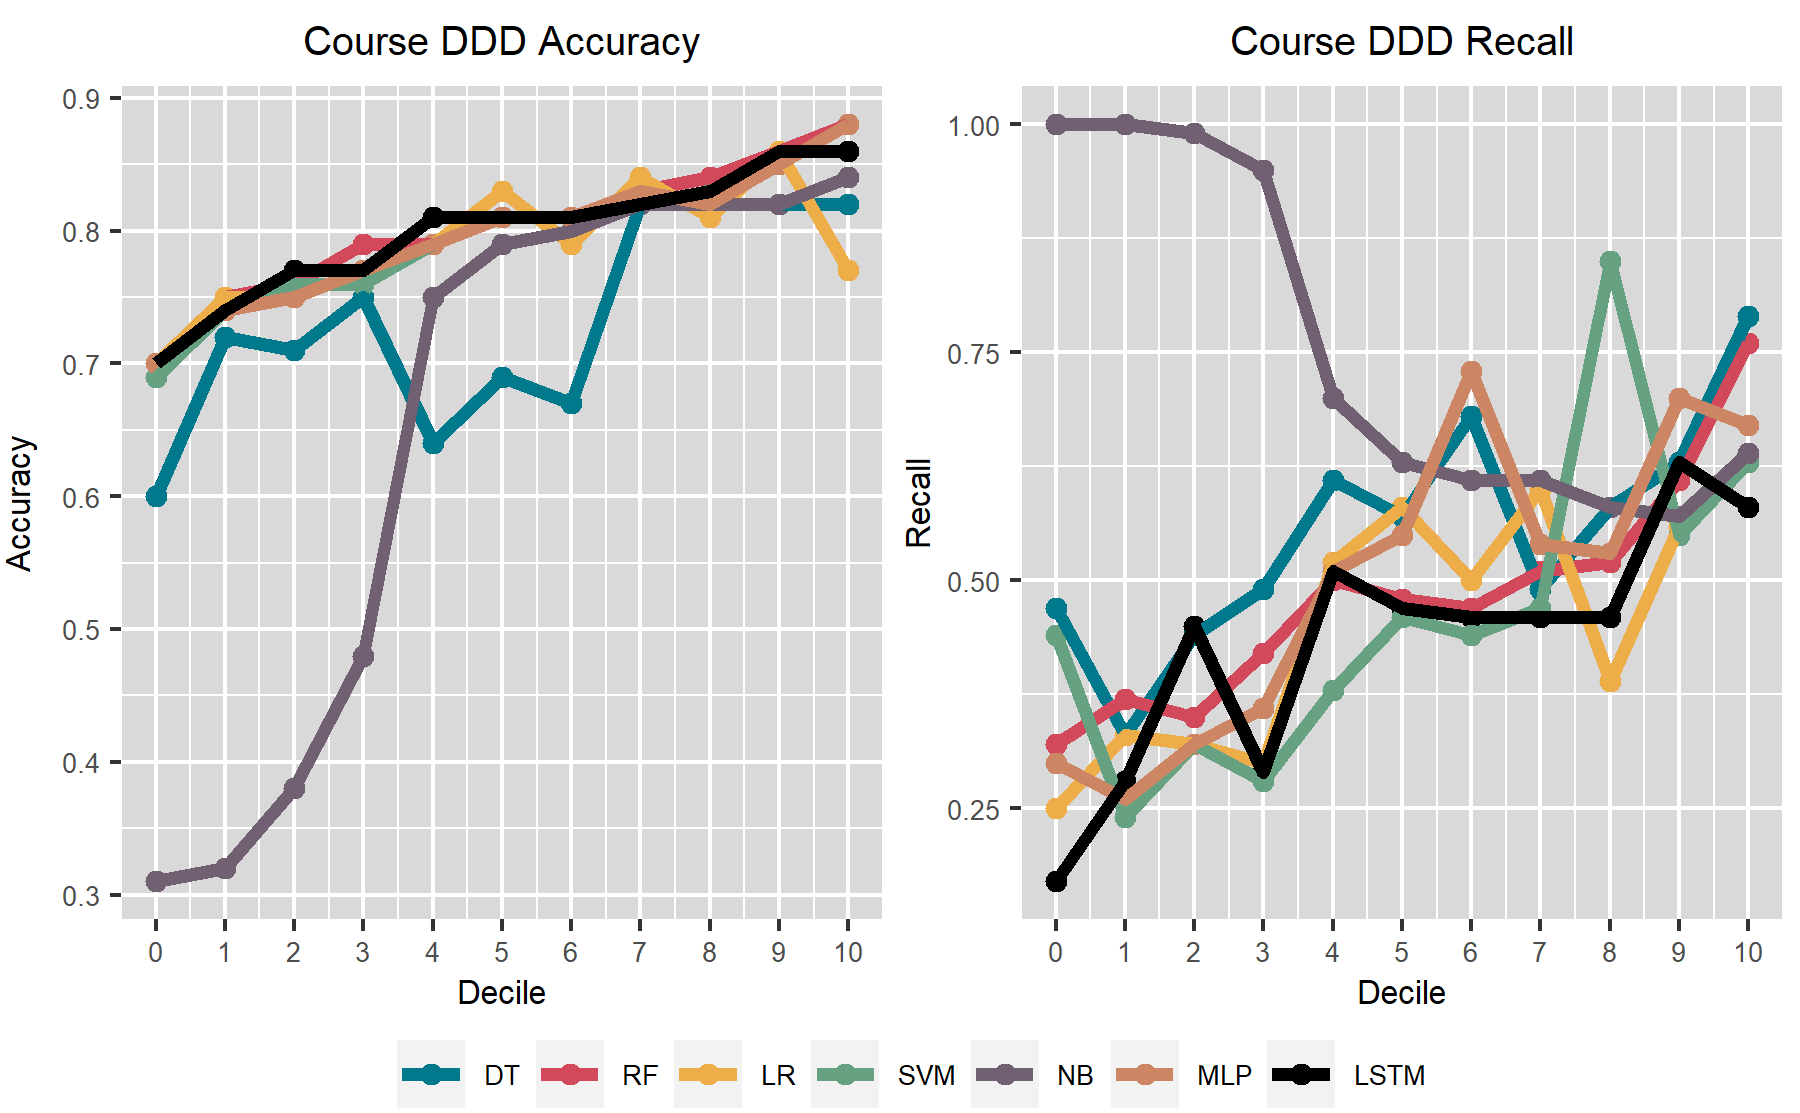 Course DDD Accuracy
Accuracy
0.9
0.8
0.7
0.6
0.5
0.4
0.3
0 1 2 3 4 5 6 7 8 9 10
Decile
Course DDD Recall
Recall
1.00
0.75
0.50
0.25
0 1 2 3 4 5 6 7 8 9 10
Decile
DT RF LR SVM NB MLP LSTM